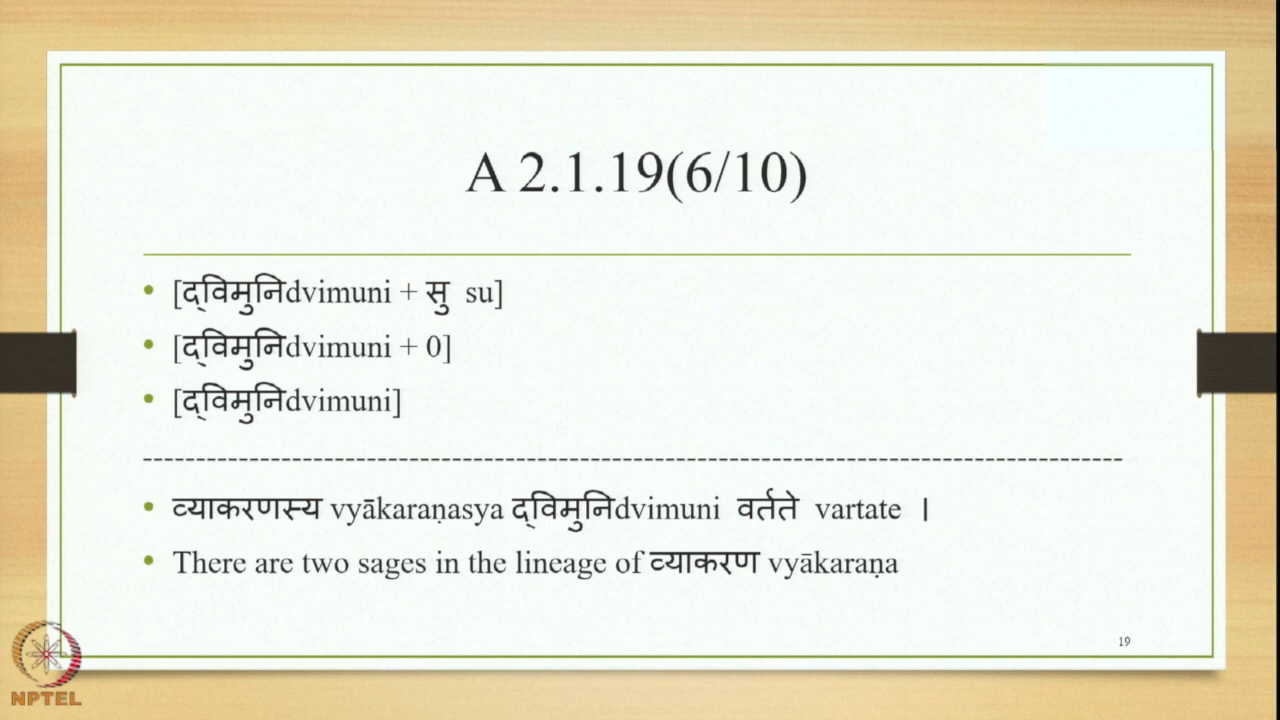 A 2.1.19(6/10)
• [द्विमुनिdvimuni + सु su]
• [द्विमुनिdvimuni + 0]
• [द्विमुनिdvimuni]
-----------------------------------------------------------------------------------------
• व्याकरणस्य vyākaraṇasya द्विमुनिdvimuni वर्तते vartate ।
• There are two sages in the lineage of व्याकरण vyākaraṇa
19
NPTEL